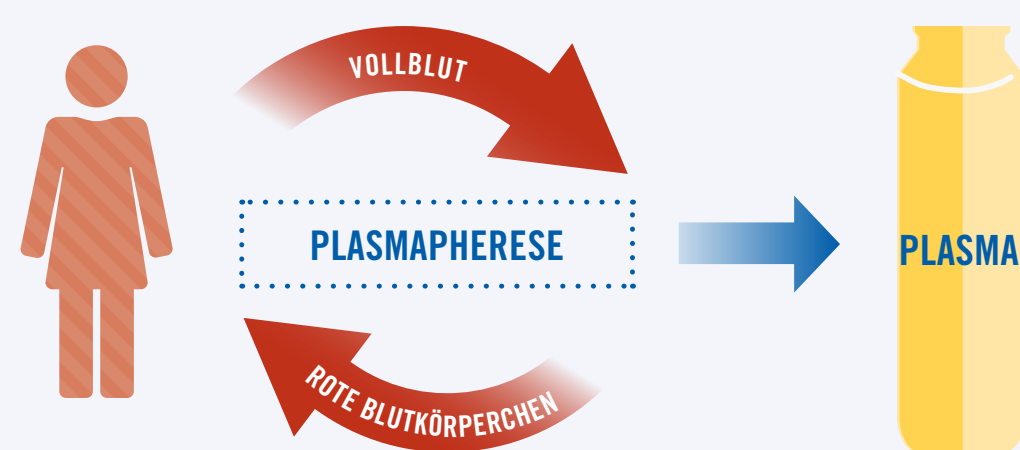 VOLLBLUT
PLASMAPHERESE
PLASMA
ROTE BLUTKÖRPERCHEN